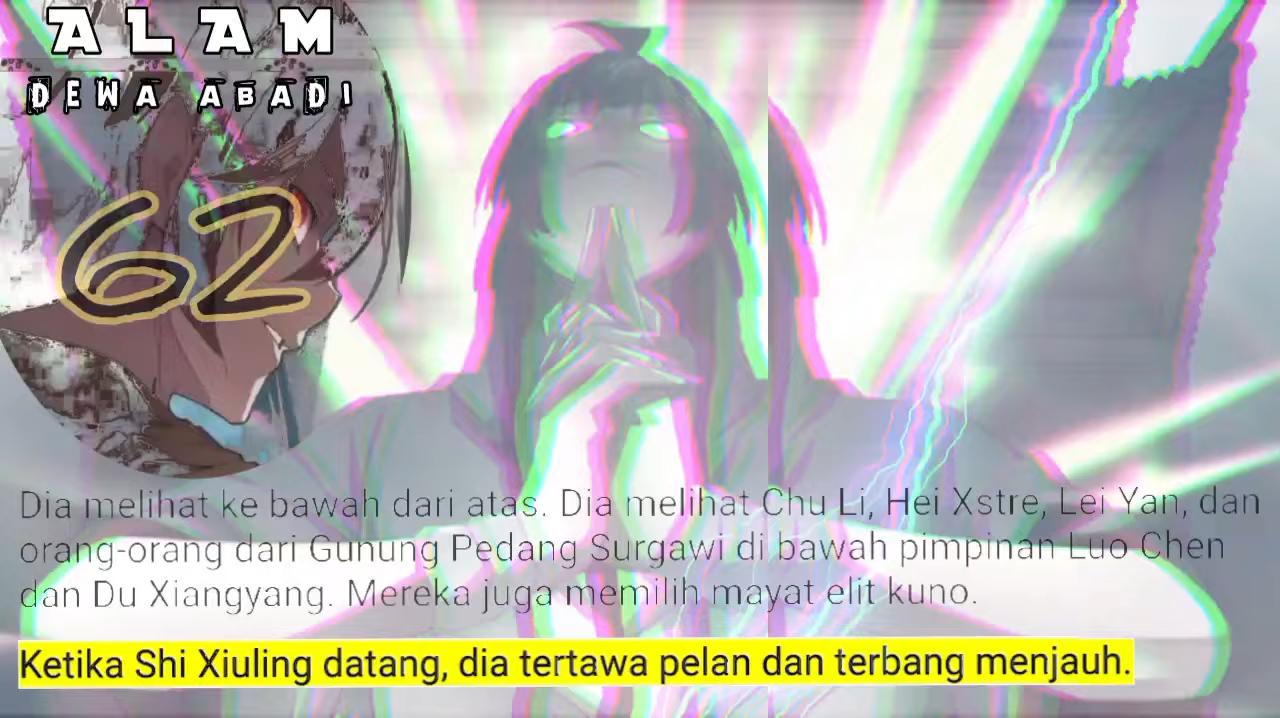 ALAM
DEWA ABADI
62
Dia melihat ke bawah dari atas. Dia melihat Chu Li, Hei Xstre, Lei Yan, dan
orang-orang dari Gunung Pedang Surgawi di bawah pimpinan Luo Chen
dan Du Xiangyang. Mereka juga memilih mayat elit kuno.
Ketika Shi Xiuling datang, dia tertawa pelan dan terbang menjauh.